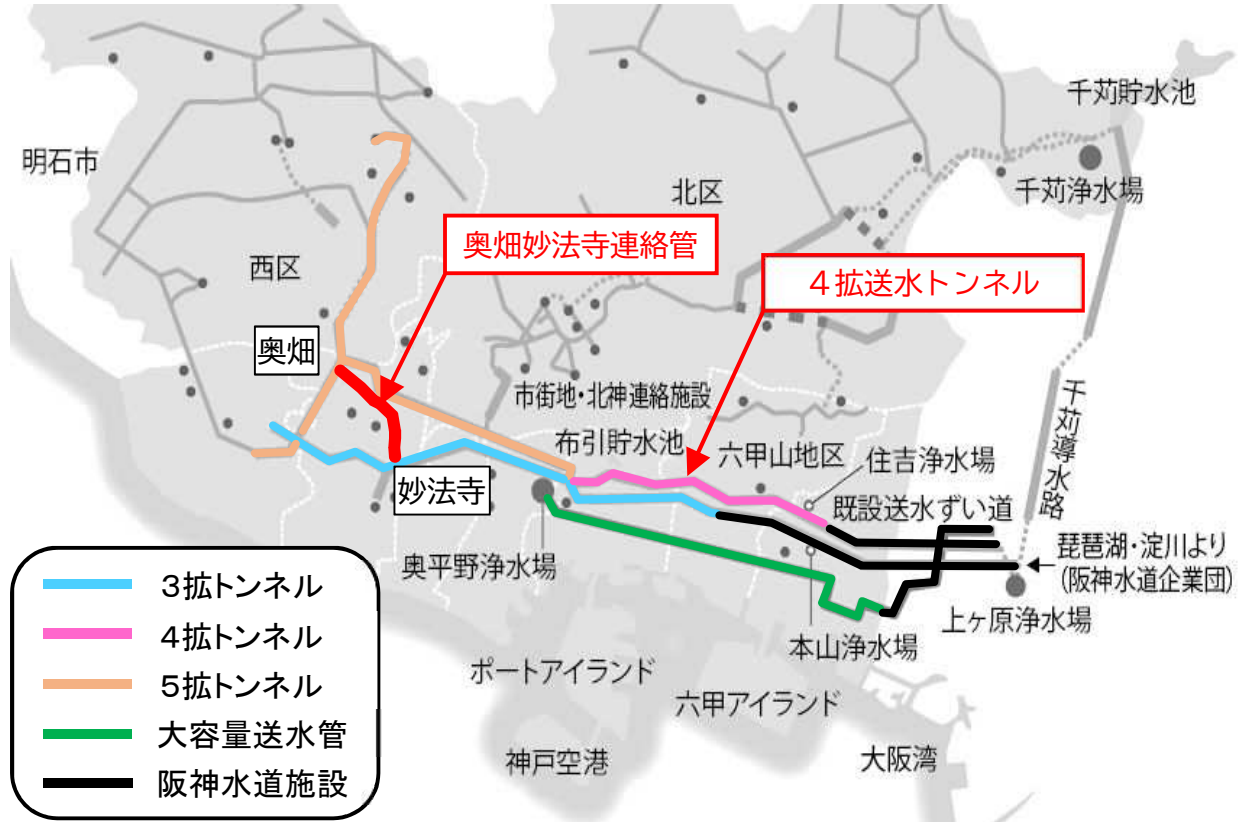 千苅貯水池
明石市
千苅浄水場
北区
奥畑妙法寺連絡管
4拡送水トンネル
西区
奥畑
市街地・北神連絡施設
布引貯水池
六甲山地区
住吉浄水場
千苅導水路
既設送水ずい道
妙法寺
琵琶湖・淀川より
(阪神水道企業団)
奥平野浄水場
上ヶ原浄水場
本山浄水場
ポートアイランド
六甲アイランド
神戸空港
大阪湾
3拡トンネル
4拡トンネル
5拡トンネル
大容量送水管
阪神水道施設